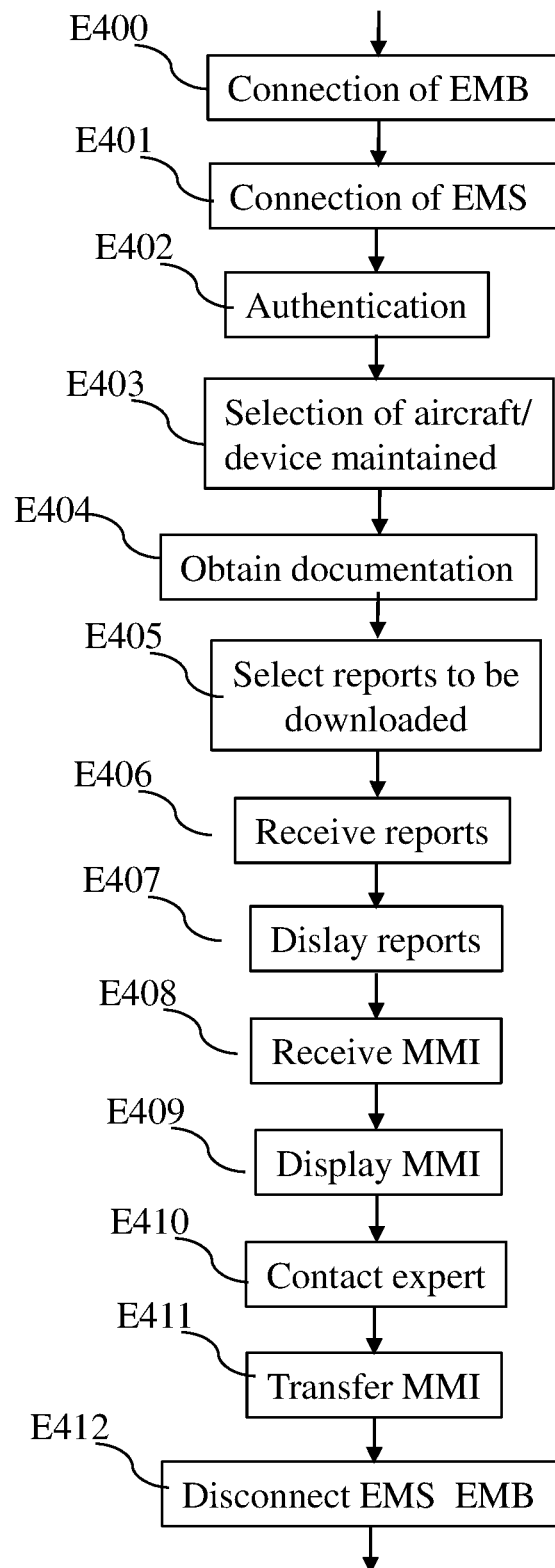 E400
Connection of EMB
E401
Connection of EMS
E402
Authentication
E403
Selection of aircraft/
device maintained
E404
Obtain documentation
E405
Select reports to be
downloaded
E406
Receive reports
E407
Dislay reports
E408
Receive MMI
E409
Display MMI
E410
Contact expert
E411
Transfer MMI
E412
Disconnect EMS EMB